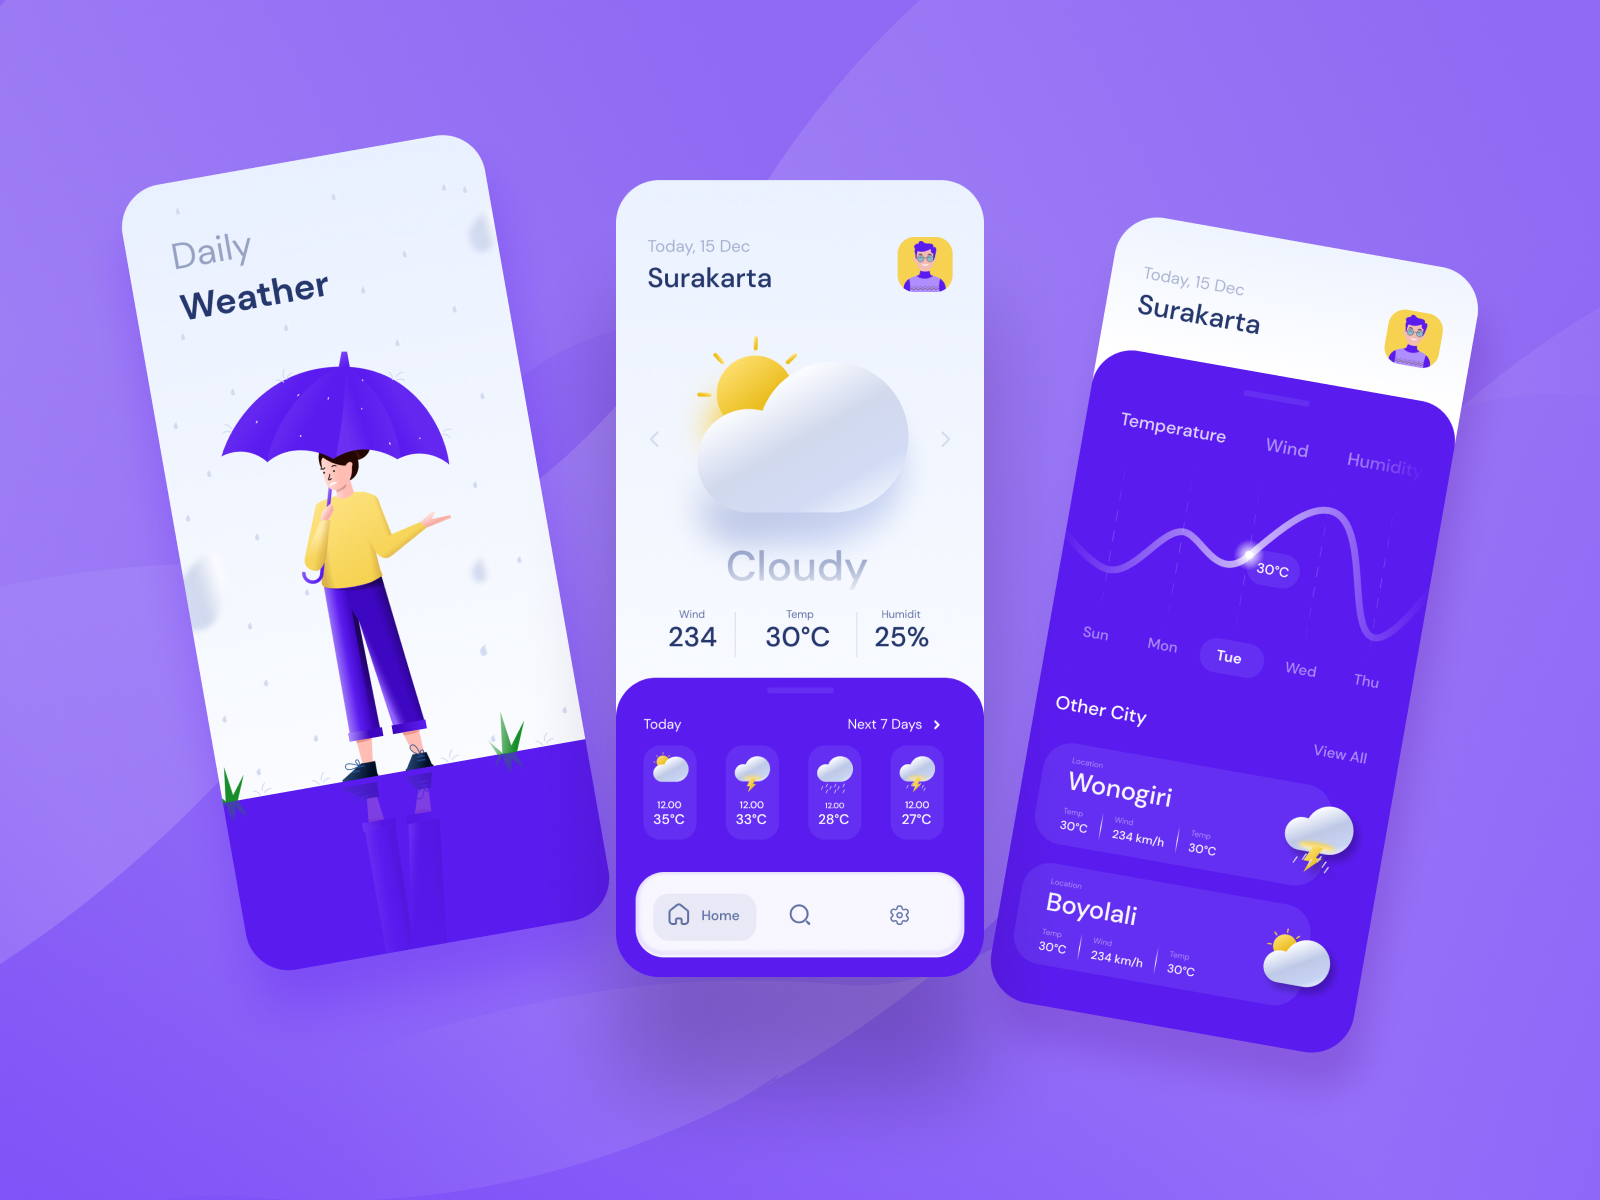 Daily
Weather
Today, 15 Dec
Surakarta
Cloudy
Wind Temp Humidit
234 30°C 25%
Today Next 7 Days
12.00 12.00 12.00 12.00
35°C 33°C 28°C 27°C
Home
Today, 15 Dec
Surakarta
Temperature Wind Humidity
30°C
Sun Mon Tue Wed Thu
Other City
View All
Location
Wonogiri
Temp Wind Temp
30°C 234 km/h 30°C
Location
Boyolali
Temp Wind Temp
30°C 234 km/h 30°C